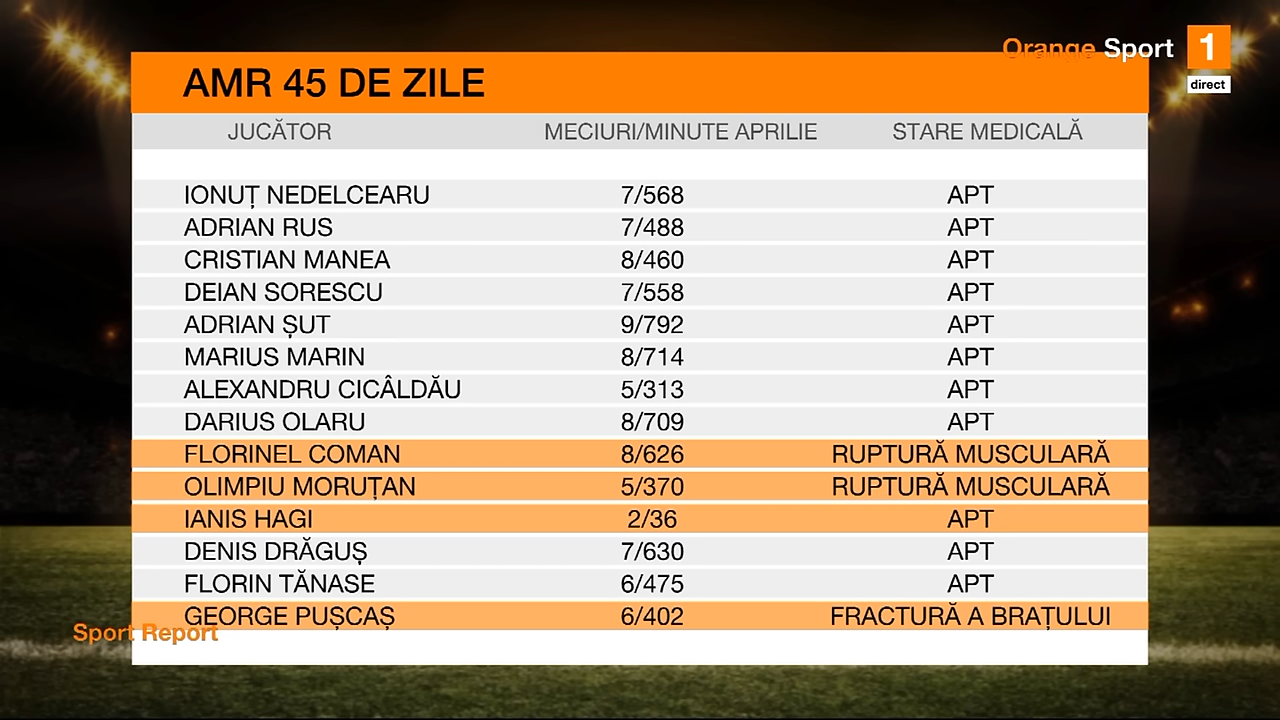 Orange Sport 1
direct
AMR 45 DE ZILE
JUCĂTOR MECIURI/MINUTE APRILIE STARE MEDICALĂ
IONUȚ NEDELCEARU 7/568 APT
ADRIAN RUS 7/488 APT
CRISTIAN MANEA 8/460 APT
DEIAN SORESCU 7/558 APT
ADRIAN ȘUT 9/792 APT
MARIUS MARIN 8/714 APT
ALEXANDRU CICÂLDĂU 5/313 APT
DARIUS OLARU 8/709 APT
FLORINEL COMAN 8/626 RUPTURĂ MUSCULARĂ
OLIMPIU MORUȚAN 5/370 RUPTURĂ MUSCULARĂ
IANIS HAGI 2/36 APT
DENIS DRĂGUȘ 7/630 APT
FLORIN TĂNASE 6/475 APT
GEORGE PUȘCAȘ 6/402 FRACTURĂ A BRAȚULUI
Sport Report